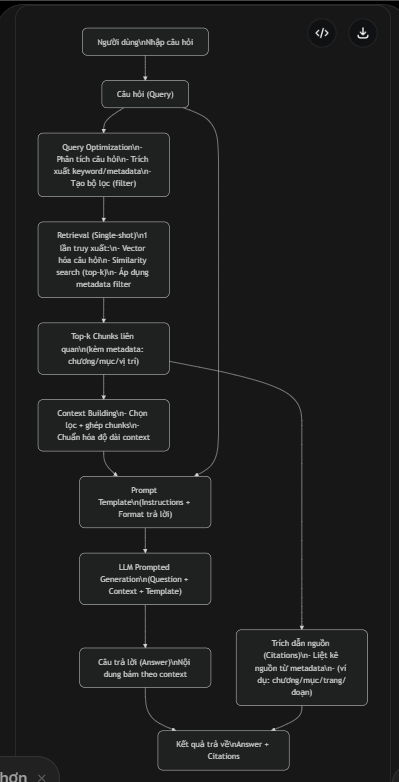 </>
Người dùng\nNhập câu hỏi
Câu hỏi (Query)
Query Optimization\n-
Phân tích câu hỏi\n- Trích
xuất keyword/metadata\n-
Tạo bộ lọc (filter)
Retrieval (Single-shot)\n1
lần truy xuất:\n- Vector
hóa câu hỏi\n- Similarity
search (top-k)\n- Áp dụng
metadata filter
Top-k Chunks liên
quan\n(kèm metadata:
chương/mục/vị trí)
Context Building\n- Chọn
lọc + ghép chunks\n-
Chuẩn hóa độ dài context
Prompt
Template\n(Instructions +
Format trả lời)
LLM Prompted
Generation\n(Question +
Context + Template)
Câu trả lời (Answer)\nNội
dung bám theo context
Trích dẫn nguồn
(Citations)\n- Liệt kê
nguồn từ metadata\n- (ví
dụ: chương/mục/trang/
đoạn)
Kết quả trả về\nAnswer +
Citations